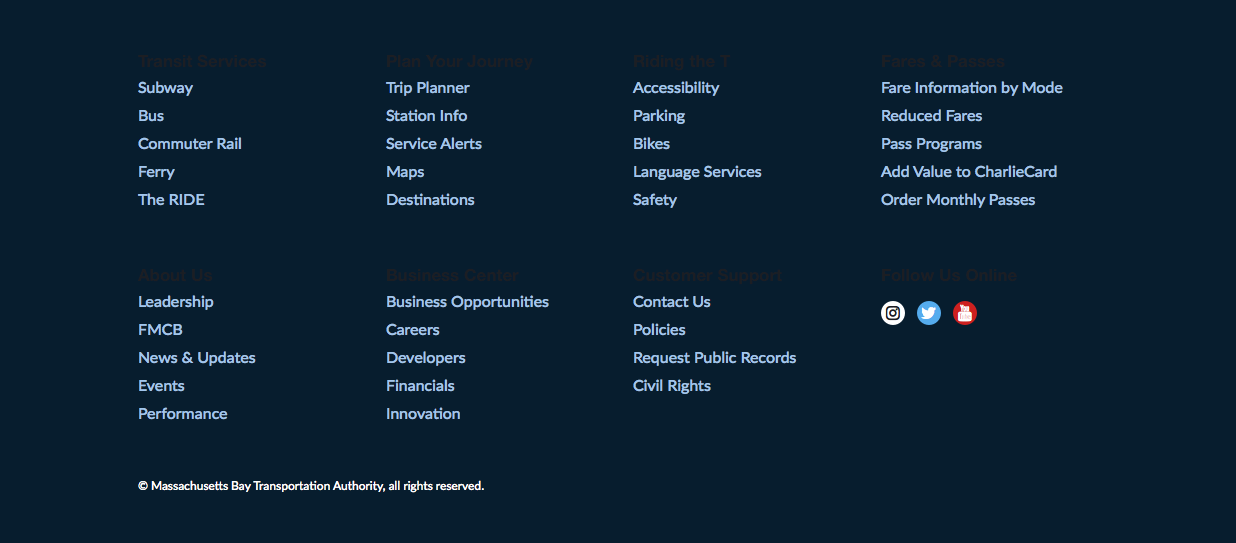 Transit Services
Subway
Bus
Commuter Rail
Ferry
The RIDE
Plan Your Journey
Trip Planner
Station Info
Service Alerts
Maps
Destinations
Riding the T
Accessibility
Parking
Bikes
Language Services
Safety
Fares & Passes
Fare Information by Mode
Reduced Fares
Pass Programs
Add Value to CharlieCard
Order Monthly Passes
About Us
Leadership
FMCB
News & Updates
Events
Performance
Business Center
Business Opportunities
Careers
Developers
Financials
Innovation
Customer Support
Contact Us
Policies
Request Public Records
Civil Rights
Follow Us Online
© Massachusetts Bay Transportation Authority, all rights reserved.